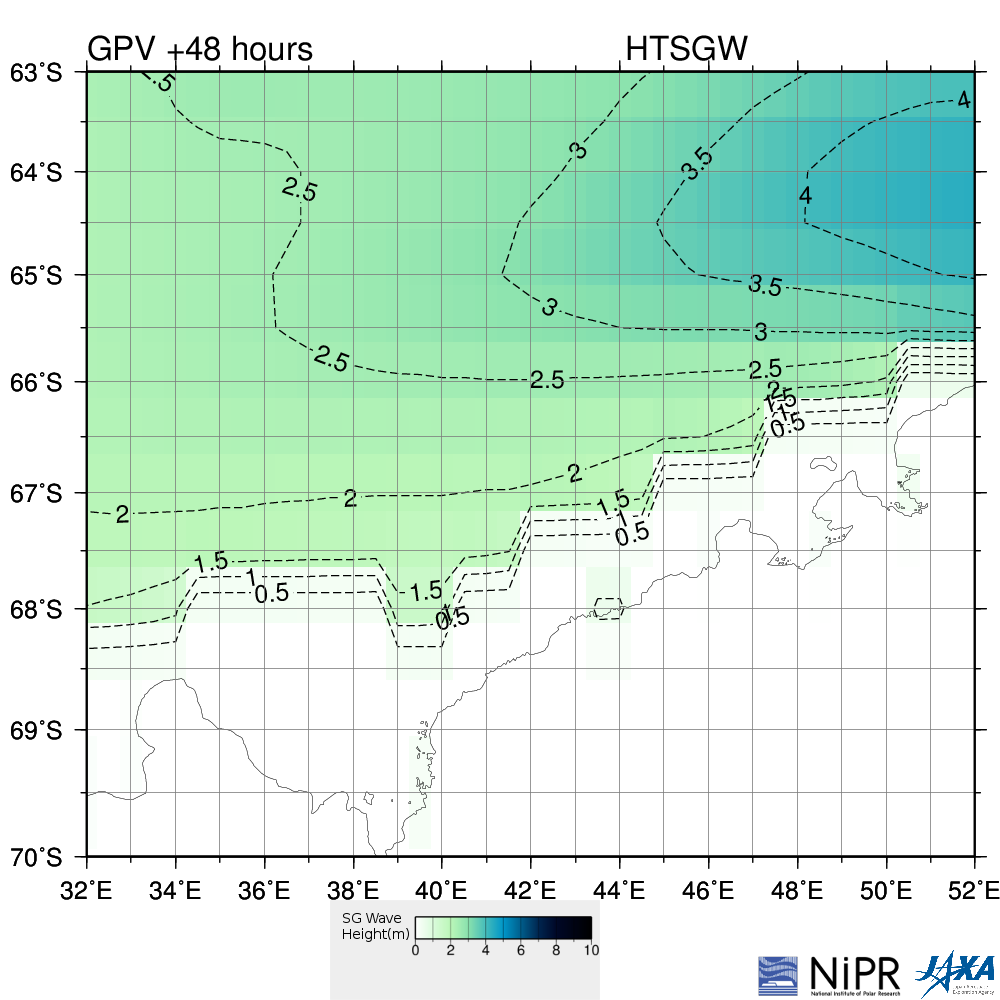 GPV +48 hours HTSGW
63°S
64°S
65°S
66°S
67°S
68°S
69°S
70°S
.5
4
3
3.5
2.5
4
3.5
3
3
2.5
2.5
2.5
2
1.5
1
0.5
2
2
2
1.5
1
0.5
1.5
1
0.5
1.5
1
0.5
32°E 34°E 36°E 38°E 40°E 42°E 44°E 46°E 48°E 50°E 52°E
SG Wave
Height(m)
0 2 4 6 8 10
NiPR
National Institute of Polar Research
JAXA
Japan Aerospace
Exploration Agency